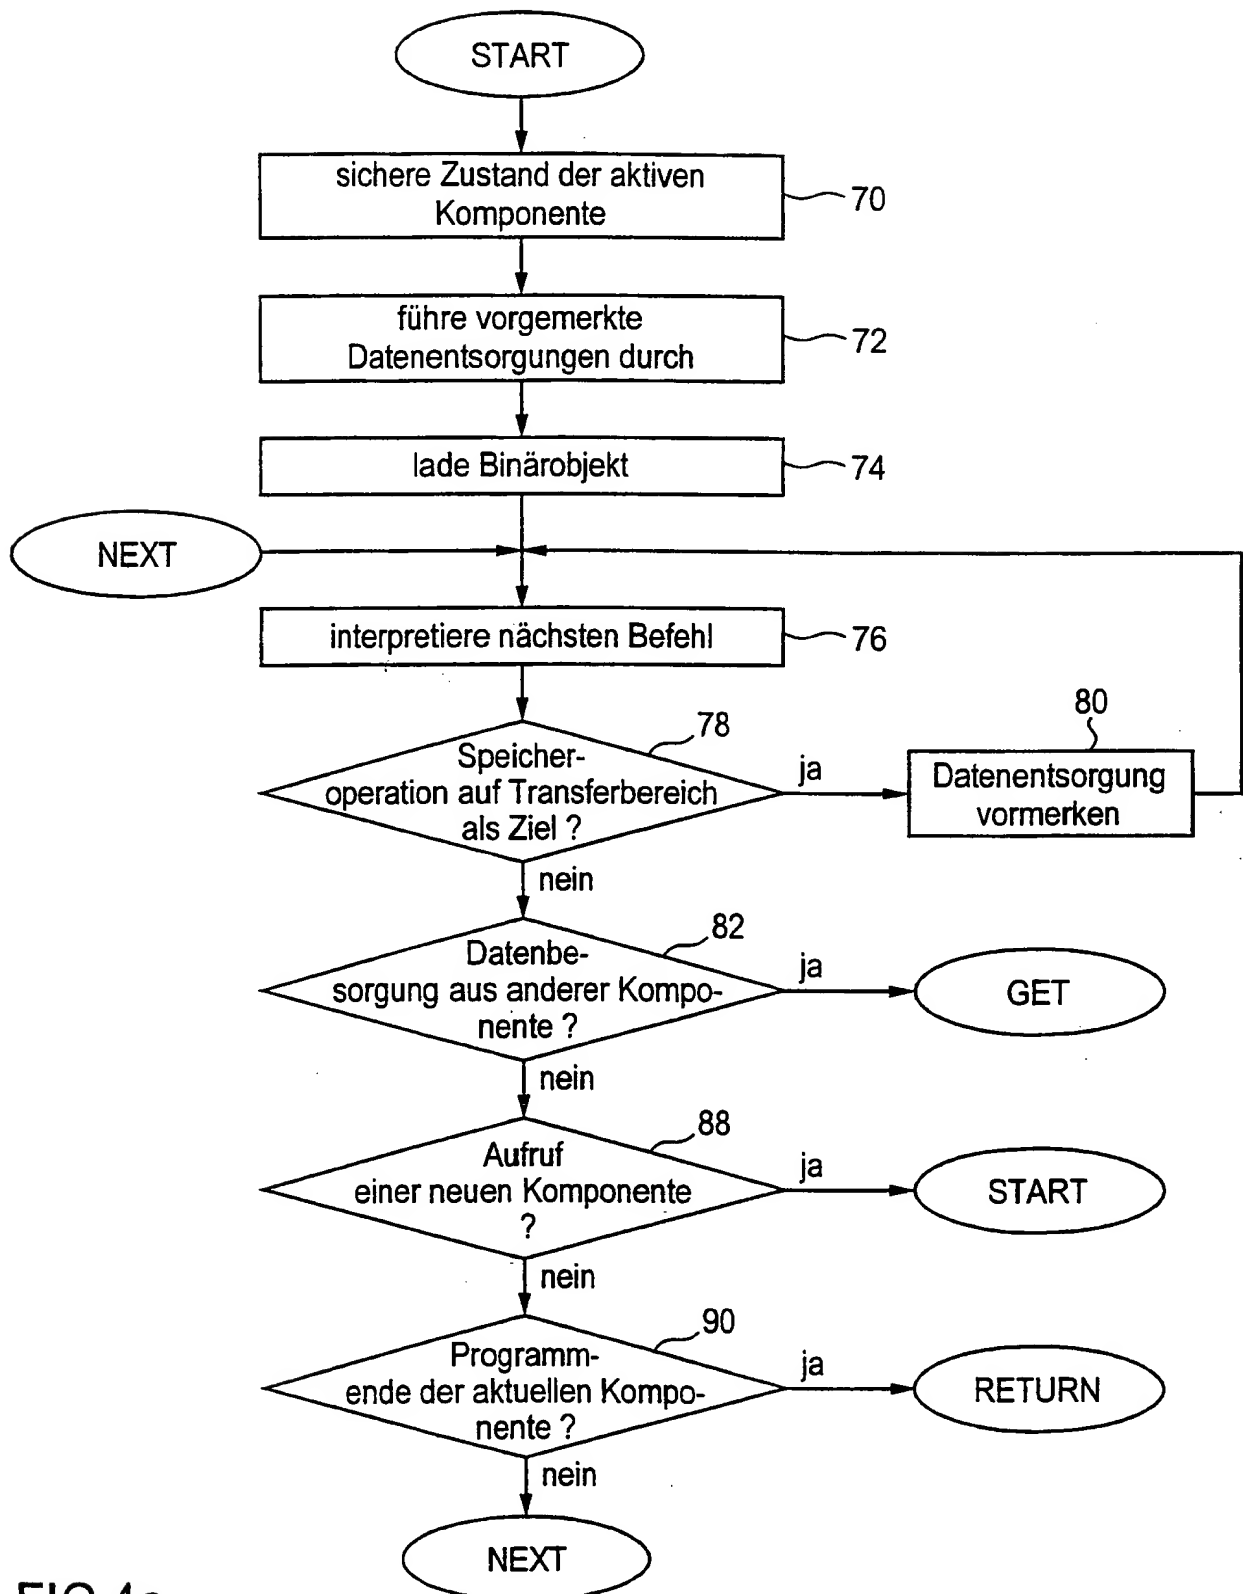 START
sichere Zustand der aktiven
Komponente
70
führe vorgemerkte
Datenentsorgungen durch
72
lade Binärobjekt
74
NEXT
interpretiere nächsten Befehl
76
78
Speicher-
operation auf Transferbereich
als Ziel ?
ja
80
Datenentsorgung
vormerken
nein
82
Datenbe-
sorgung aus anderer Kompo-
nente ?
ja
GET
nein
88
Aufruf
einer neuen Komponente
?
ja
START
nein
90
Programm-
ende der aktuellen Kompo-
nente ?
ja
RETURN
nein
NEXT